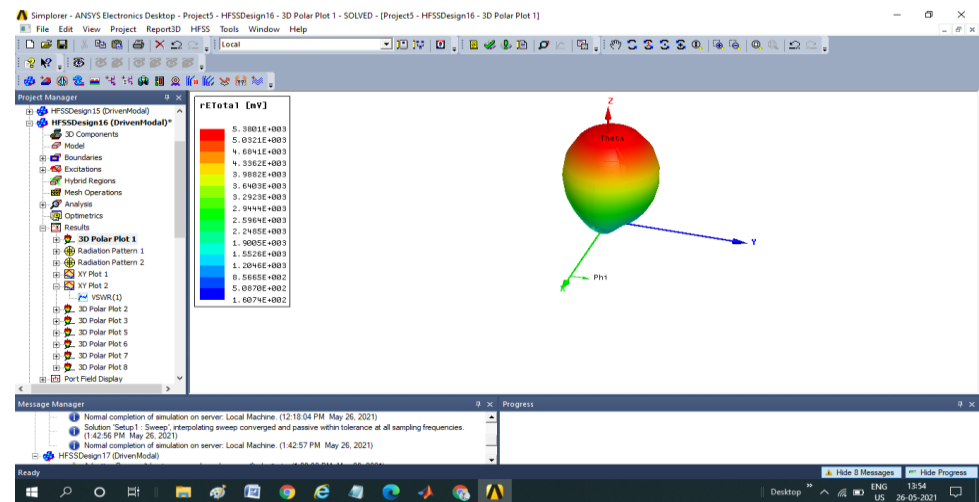 Simplorer - ANSYS Electronics Desktop - Project5 - HFSSDesign16 - 3D Polar Plot 1 - SOLVED - [Project5 - HFSSDesign16 - 3D Polar Plot 1]
File Edit View Project Report3D HFSS Tools Window Help
Local
Project Manager
HFSSDesign15 (DrivenModal)
HFSSDesign16 (DrivenModal)*
3D Components
Model
Boundaries
Excitations
Hybrid Regions
Mesh Operations
Analysis
Optimetrics
Results
3D Polar Plot 1
Radiation Pattern 1
Radiation Pattern 2
XY Plot 1
XY Plot 2
VSWR(1)
3D Polar Plot 2
3D Polar Plot 3
3D Polar Plot 5
3D Polar Plot 6
3D Polar Plot 7
3D Polar Plot 8
Port Field Display
rETotal [mV]
5.3801E+003
5.0321E+003
4.6841E+003
4.3362E+003
3.9882E+003
3.6403E+003
3.2923E+003
2.9444E+003
2.5964E+003
2.2485E+003
1.9005E+003
1.5526E+003
1.2046E+003
8.5665E+002
5.0870E+002
1.6074E+002
Z
Theta
Y
Phi
X
Message Manager
Normal completion of simulation on server: Local Machine. (12:18:04 PM May 26, 2021)
Solution 'Setup1 : Sweep', interpolating sweep converged and passive within tolerance at all sampling frequencies.
(1:42:56 PM May 26, 2021)
Normal completion of simulation on server: Local Machine. (1:42:57 PM May 26, 2021)
HFSSDesign17 (DrivenModal)
Progress
Ready
Hide 8 Messages
Hide Progress
Desktop
ENG
US
13:54
26-05-2021